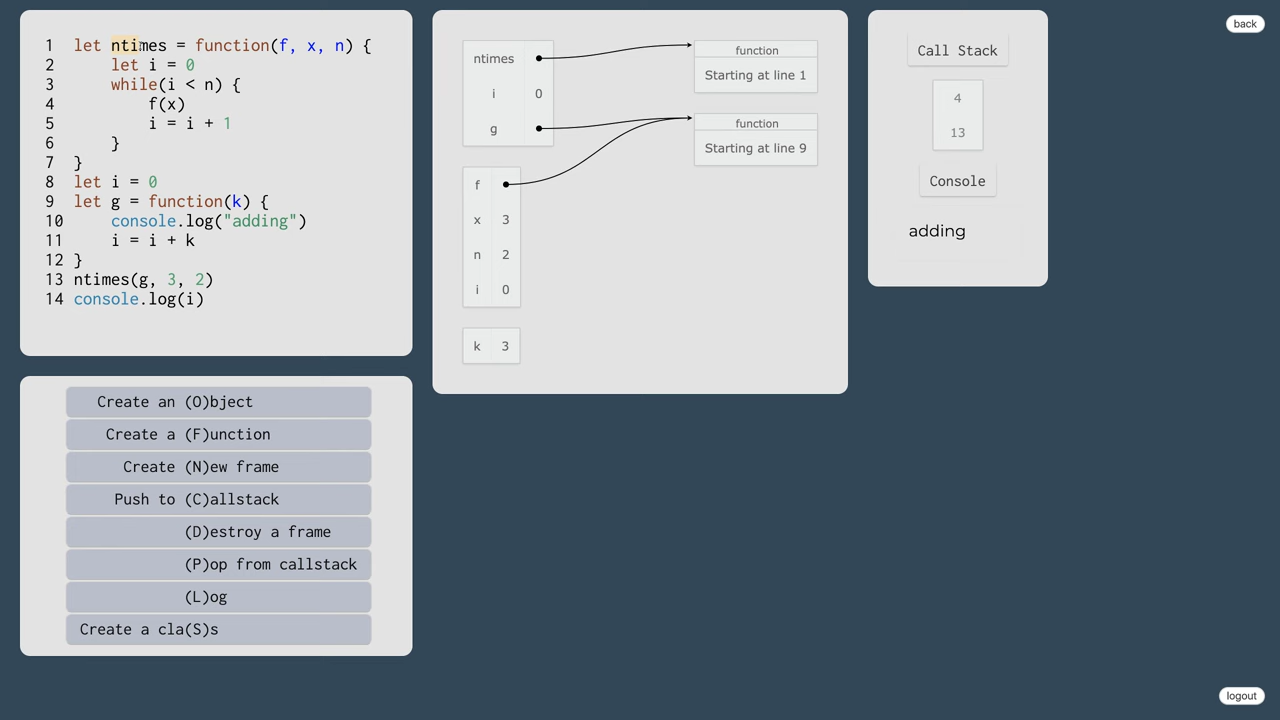 1 let ntimes = function(f, x, n) {
2 let i = 0
3 while(i < n) {
4 f(x)
5 i = i + 1
6 }
7 }
8 let i = 0
9 let g = function(k) {
10 console.log("adding")
11 i = i + k
12 }
13 ntimes(g, 3, 2)
14 console.log(i)
Create an (O)bject
Create a (F)unction
Create (N)ew frame
Push to (C)allstack
(D)estroy a frame
(P)op from callstack
(L)og
Create a cla(S)s
ntimes
i 0
g
f
x 3
n 2
i 0
k 3
function
Starting at line 1
function
Starting at line 9
Call Stack
4
13
Console
adding
back
logout